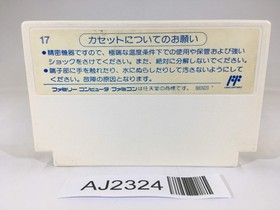 17
カセットについてのお願い
●精密機器ですので、極端な温度条件下での使用や保管および強い
ショックをさけてください。また、絶対に分解しないでください。
●端子部に手を触れたり、水にぬらしたりして汚さないようにして
ください。故障の原因となります。
ファミリーコンピュータ ファミコンは任天堂の商標です。
AJ2324